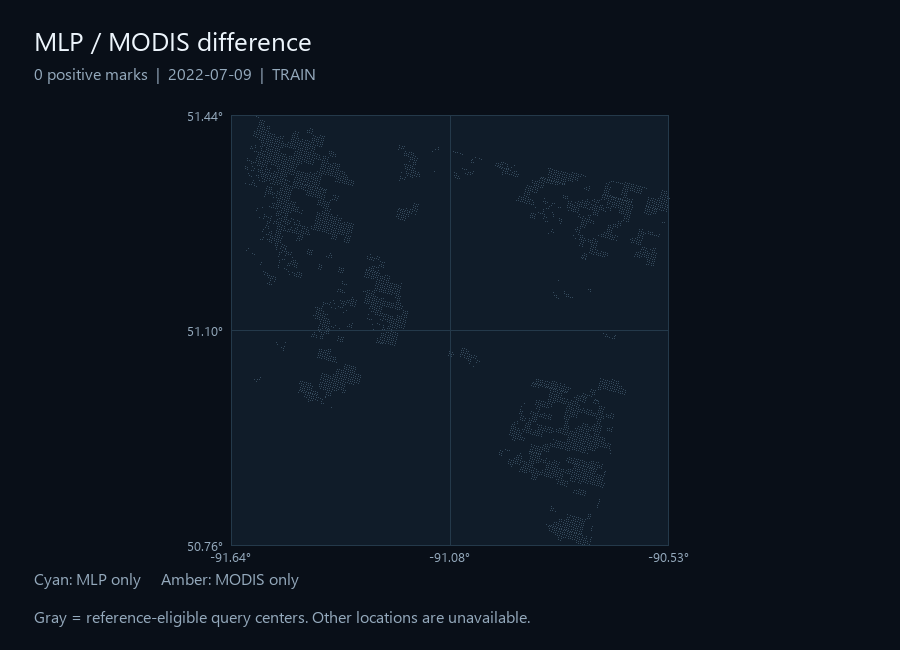 MLP / MODIS difference
0 positive marks | 2022-07-09 | TRAIN
51.44°
51.10°
50.76°
-91.64° -91.08° -90.53°
Cyan: MLP only Amber: MODIS only
Gray = reference-eligible query centers. Other locations are unavailable.